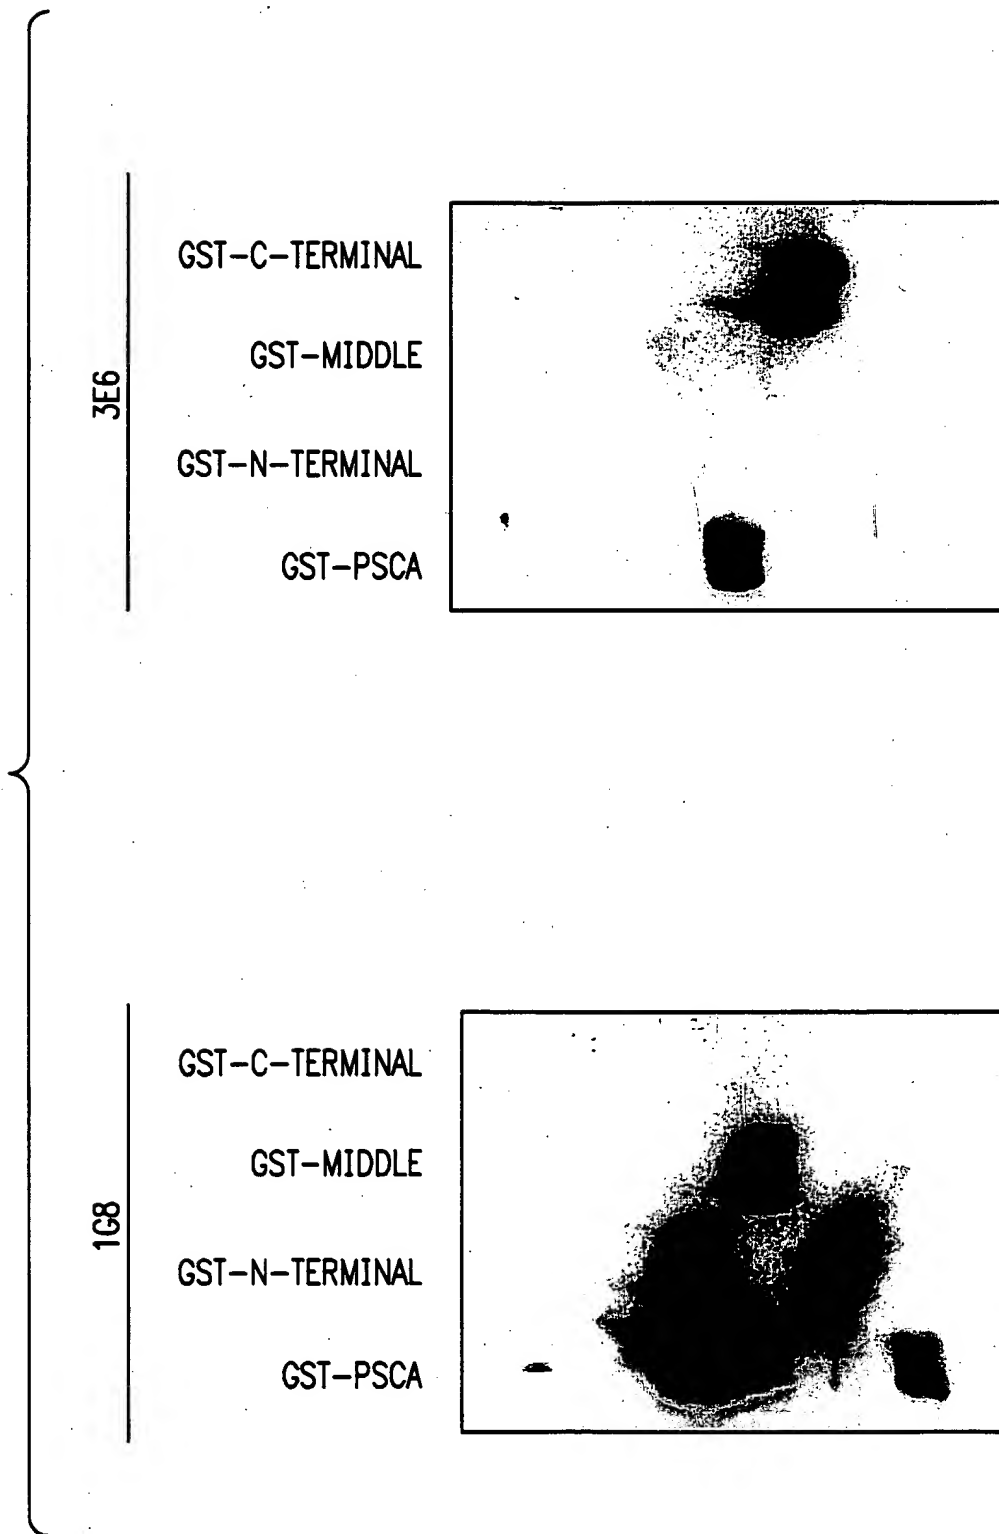 3E6
GST-C-TERMINAL
GST-MIDDLE
GST-N-TERMINAL
GST-PSCA
1G8
GST-C-TERMINAL
GST-MIDDLE
GST-N-TERMINAL
GST-PSCA